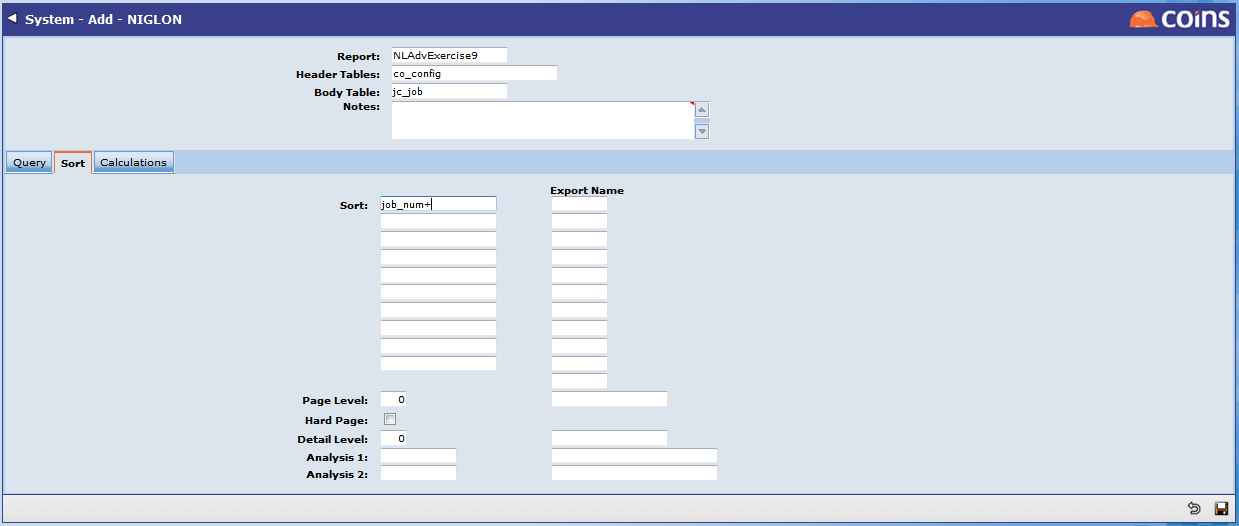 System - Add - NIGLON
coins
Report: NLAdvExercise9
Header Tables: co_config
Body Table: jc_job
Notes:
Query Sort Calculations
Export Name
Sort: job_num+
Page Level: 0
Hard Page:
Detail Level: 0
Analysis 1:
Analysis 2: